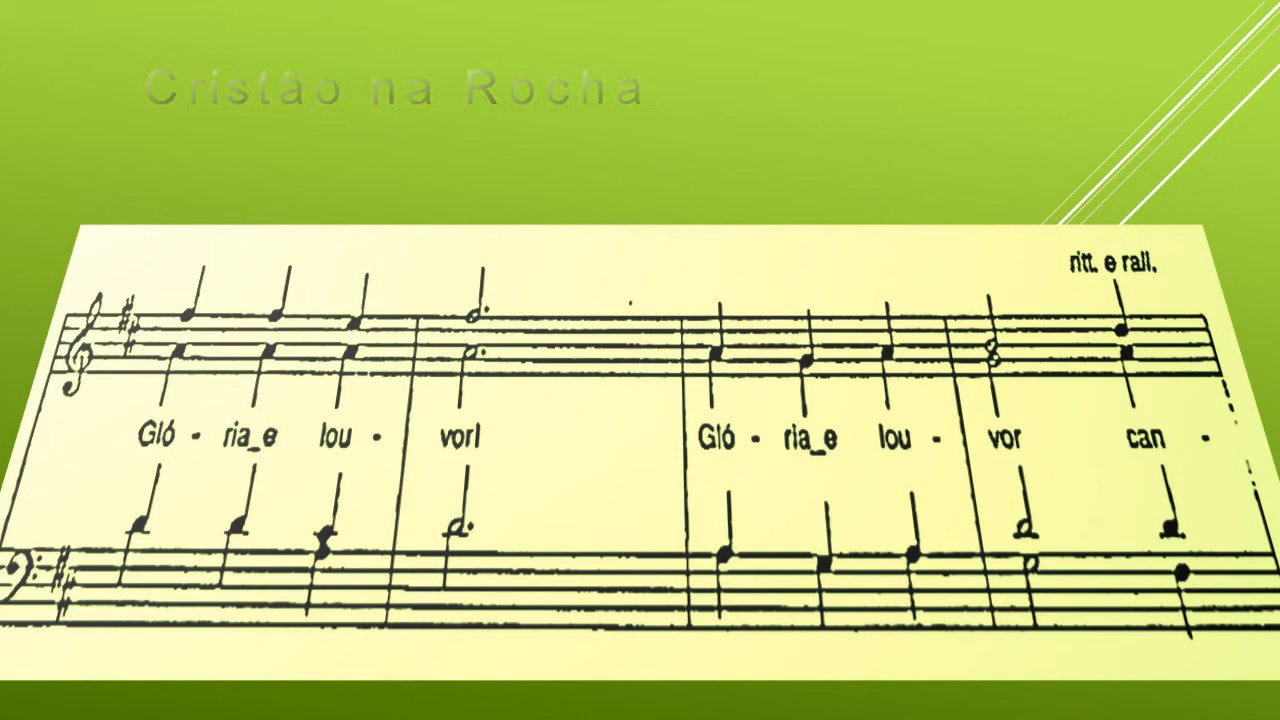 Cristão na Rocha
ritt. e rall.
Gló - ria_e lou - vor! Gló - ria_e lou - vor can -